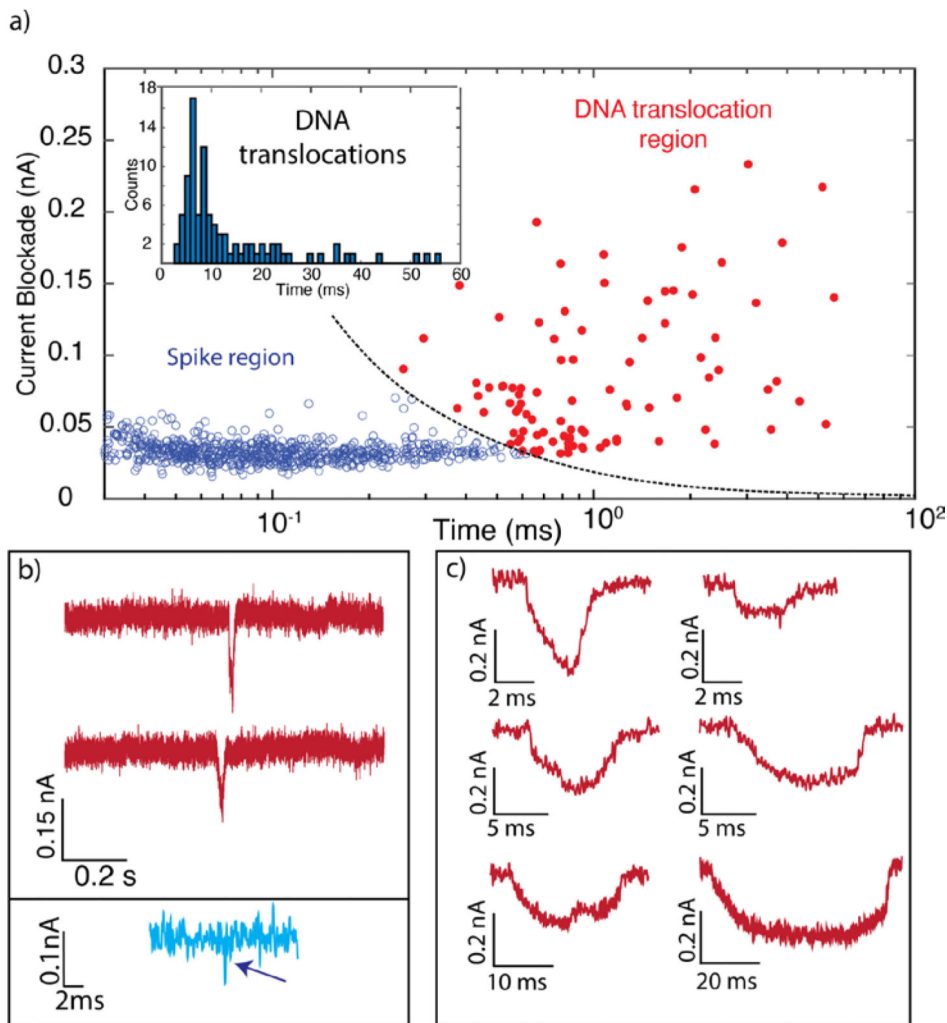 a)
0.3
0.25
0.2
0.15
0.1
0.05
0
Current Blockade (nA)
10⁻¹
10⁰
10²
Time (ms)
DNA translocation
region
Spike region
18
14
10
6
2
Counts
0
10
20
30
40
50
60
Time (ms)
DNA
translocations
b)
0.15 nA
0.2 s
0.1nA
2ms
c)
0.2 nA
2 ms
0.2 nA
2 ms
0.2 nA
5 ms
0.2 nA
5 ms
0.2 nA
10 ms
0.2 nA
20 ms